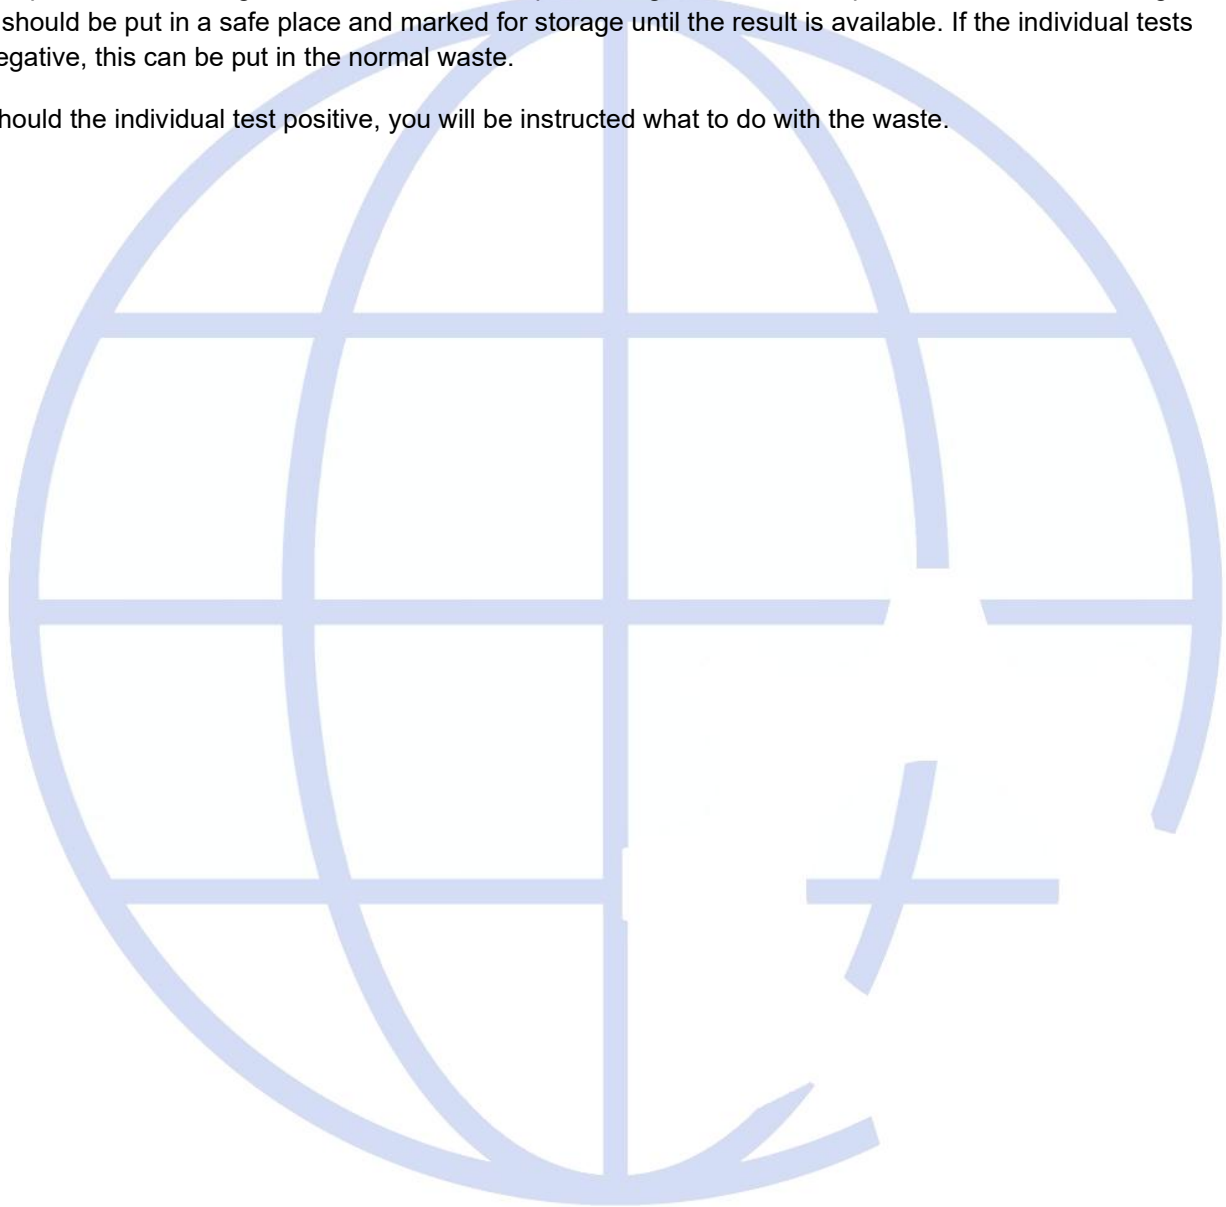 should be put in a safe place and marked for storage until the result is available. If the individual tests
egative, this can be put in the normal waste.
hould the individual test positive, you will be instructed what to do with the waste.